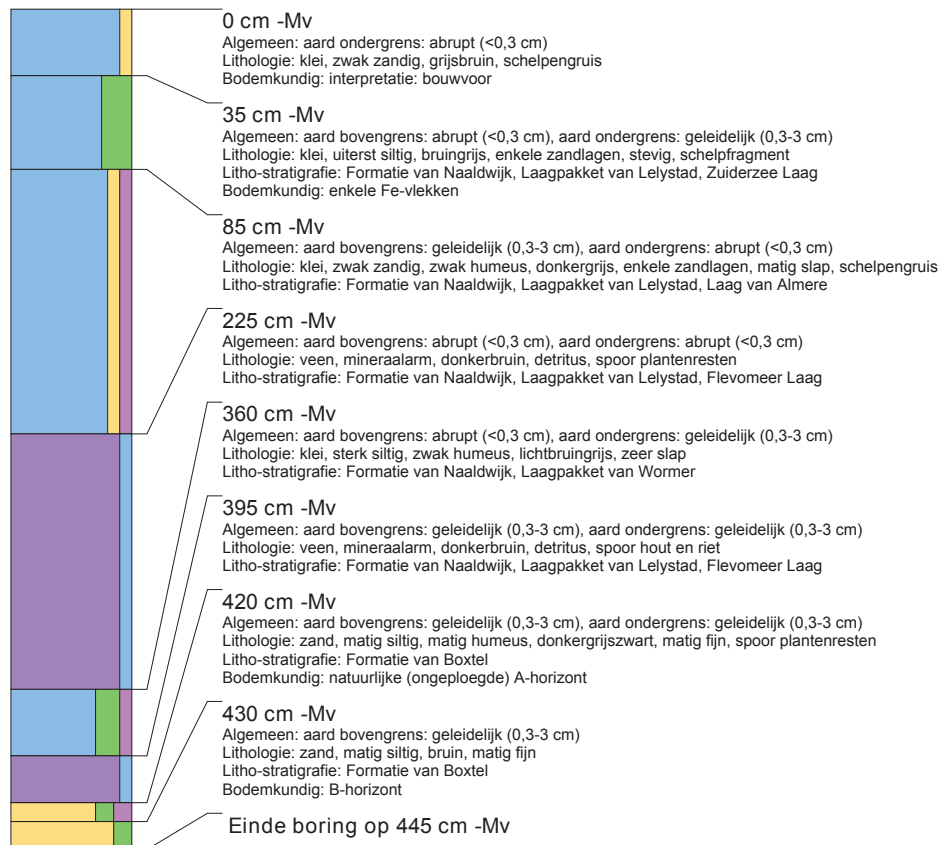 0 cm -Mv
Algemeen: aard ondergrens: abrupt (<0,3 cm)
Lithologie: klei, zwak zandig, grijsbruin, schelpengruis
Bodemkundig: interpretatie: bouwvoor
35 cm -Mv
Algemeen: aard bovengrens: abrupt (<0,3 cm), aard ondergrens: geleidelijk (0,3-3 cm)
Lithologie: klei, uiterst siltig, bruingrijs, enkele zandlagen, stevig, schelpfragment
Litho-stratigrafie: Formatie van Naaldwijk, Laagpakket van Lelystad, Zuiderzee Laag
Bodemkundig: enkele Fe-vlekken
85 cm -Mv
Algemeen: aard bovengrens: geleidelijk (0,3-3 cm), aard ondergrens: abrupt (<0,3 cm)
Lithologie: klei, zwak zandig, zwak humeus, donkergrijs, enkele zandlagen, matig slap, schelpengruis
Litho-stratigrafie: Formatie van Naaldwijk, Laagpakket van Lelystad, Laag van Almere
225 cm -Mv
Algemeen: aard bovengrens: abrupt (<0,3 cm), aard ondergrens: abrupt (<0,3 cm)
Lithologie: veen, mineraalarm, donkerbruin, detritus, spoor plantenresten
Litho-stratigrafie: Formatie van Naaldwijk, Laagpakket van Lelystad, Flevomeer Laag
360 cm -Mv
Algemeen: aard bovengrens: abrupt (<0,3 cm), aard ondergrens: geleidelijk (0,3-3 cm)
Lithologie: klei, sterk siltig, zwak humeus, lichtbruingrijs, zeer slap
Litho-stratigrafie: Formatie van Naaldwijk, Laagpakket van Wormer
395 cm -Mv
Algemeen: aard bovengrens: geleidelijk (0,3-3 cm), aard ondergrens: geleidelijk (0,3-3 cm)
Lithologie: veen, mineraalarm, donkerbruin, detritus, spoor hout en riet
Litho-stratigrafie: Formatie van Naaldwijk, Laagpakket van Lelystad, Flevomeer Laag
420 cm -Mv
Algemeen: aard bovengrens: geleidelijk (0,3-3 cm), aard ondergrens: geleidelijk (0,3-3 cm)
Lithologie: zand, matig siltig, matig humeus, donkergrijszwart, matig fijn, spoor plantenresten
Litho-stratigrafie: Formatie van Boxtel
Bodemkundig: natuurlijke (ongeploegde) A-horizont
430 cm -Mv
Algemeen: aard bovengrens: geleidelijk (0,3-3 cm)
Lithologie: zand, matig siltig, bruin, matig fijn
Litho-stratigrafie: Formatie van Boxtel
Bodemkundig: B-horizont
Einde boring op 445 cm -Mv